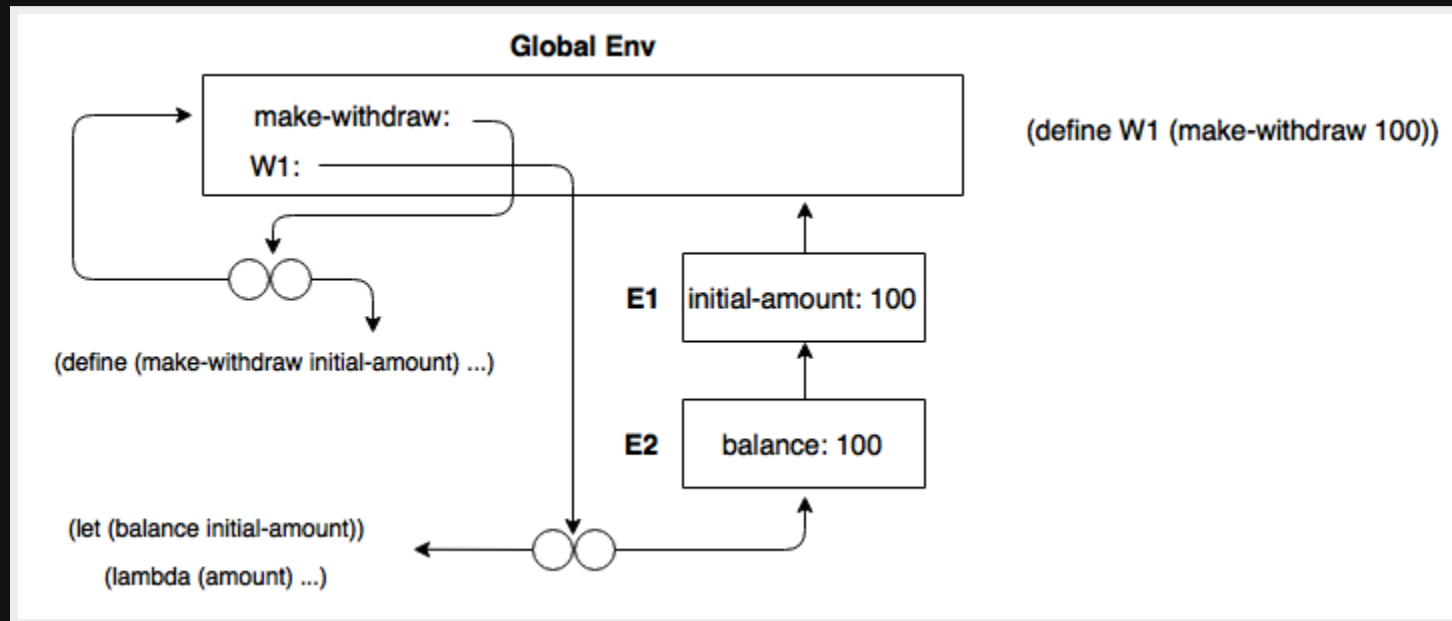 Global Env
make-withdraw:
W1:
(define W1 (make-withdraw 100))
E1
initial-amount: 100
(define (make-withdraw initial-amount) ...)
E2
balance: 100
(let (balance initial-amount))
(lambda (amount) ...)